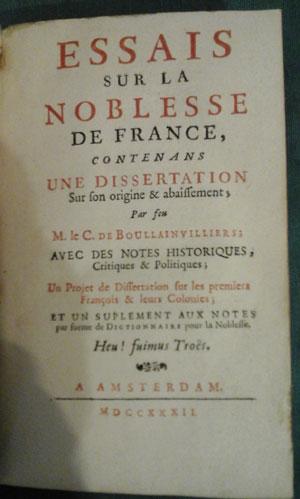 ESSAIS
SUR LA
NOBLESSE
DE FRANCE,
CONTENANS
UNE DISSERTATION
Sur son origine & abaissement;
Par feu
M. le C. DE BOULLAINVILLIERS;
AVEC DES NOTES HISTORIQUES,
Critiques & Politiques;
Un Projet de Dissertation sur les premiers
François & leurs Colonies;
ET UN SUPLEMENT AUX NOTES
par forme de DICTIONNAIRE pour la Noblesse.
Heu! fuimus Troës.
A AMSTERDAM.
MDCCXXXII.